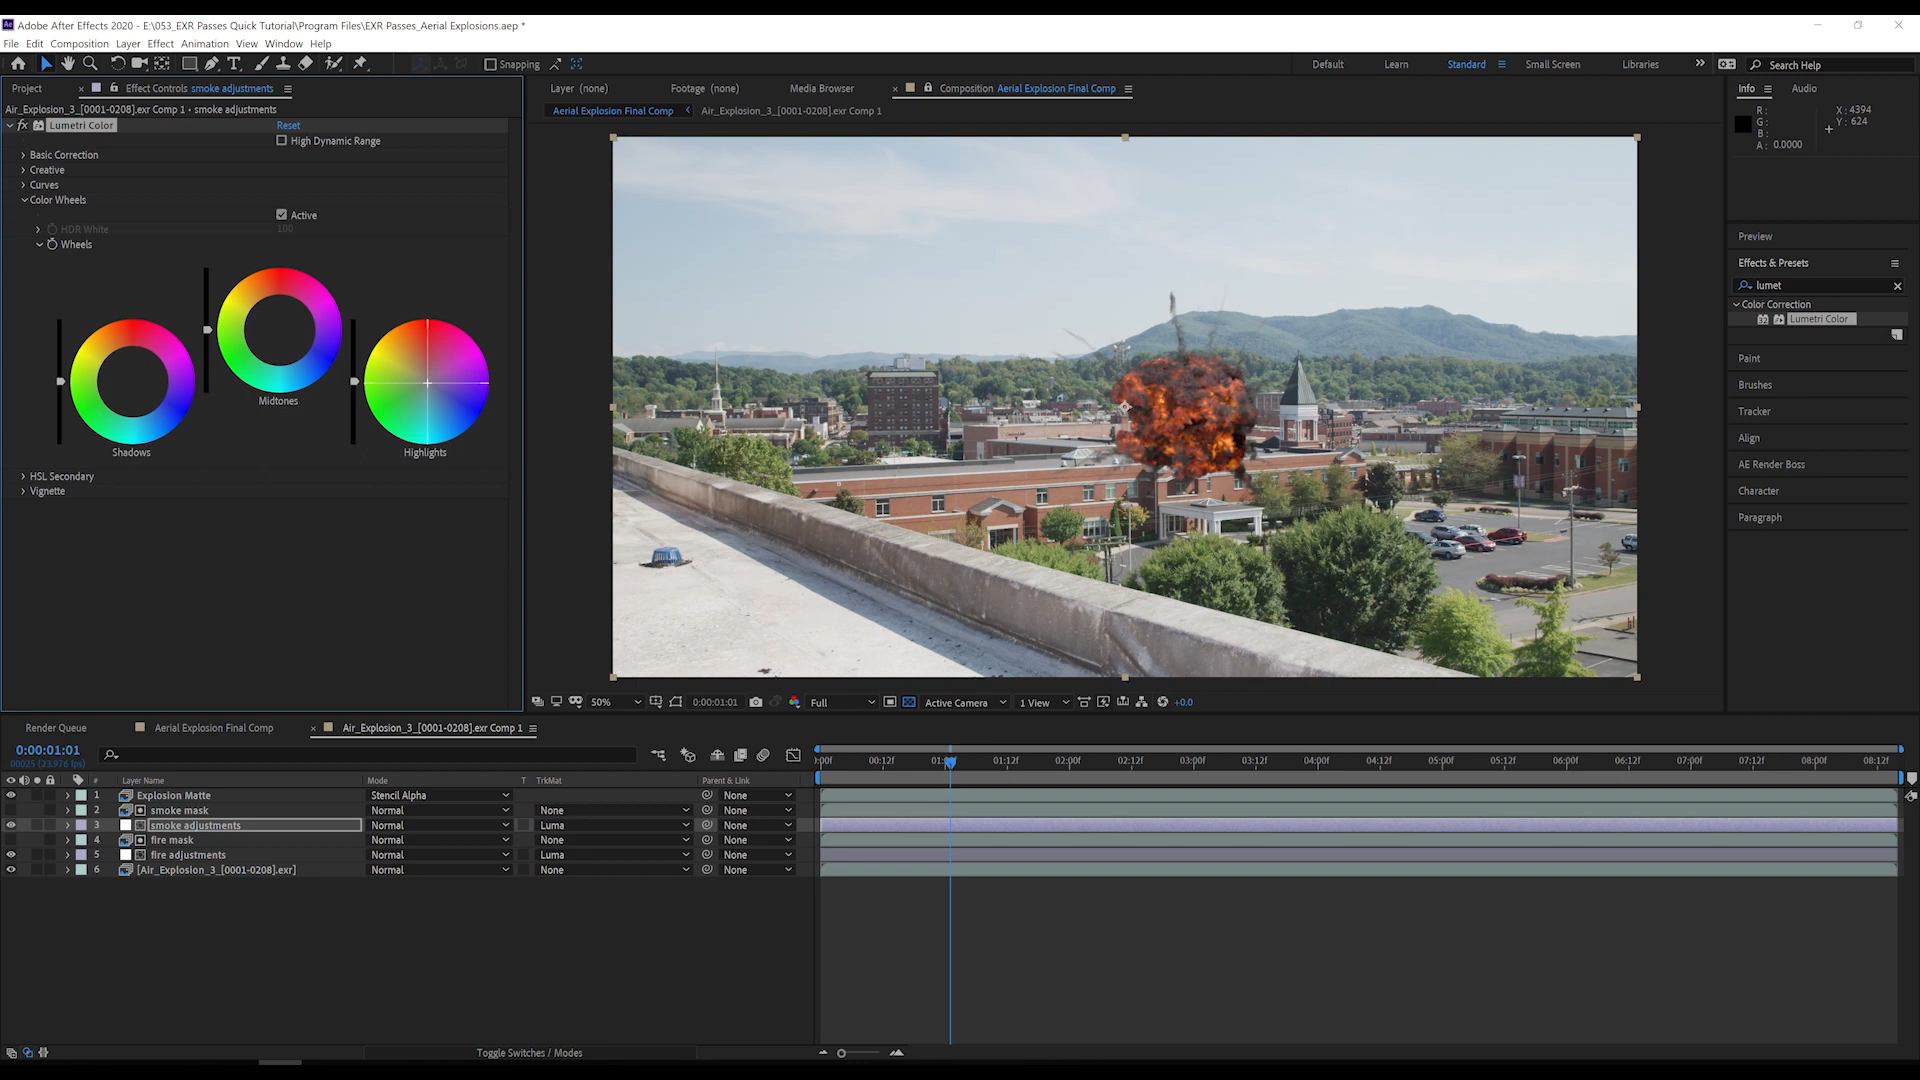 Adobe After Effects 2020 - E:\053_EXR Passes Quick Tutorial\Program Files\EXR Passes_Aerial Explosions.aep *
File Edit Composition Layer Effect Animation View Window Help
Snapping
Default Learn Standard Small Screen Libraries
Search Help
Project
Effect Controls smoke adjustments
Air_Explosion_3_[0001-0208].exr Comp 1 • smoke adjustments
fx Lumetri Color Reset
High Dynamic Range
Basic Correction
Creative
Curves
Color Wheels
Active
HDR White 100
Wheels
Midtones
Shadows
Highlights
HSL Secondary
Vignette
Layer (none) Footage (none) Media Browser Composition Aerial Explosion Final Comp
Aerial Explosion Final Comp Air_Explosion_3_[0001-0208].exr Comp 1
50% 0:00:01:01 Full Active Camera 1 View +0.0
Info Audio
R :
G :
B :
A : 0.0000
X : 4394
Y : 624
Preview
Effects & Presets
lumet
Color Correction
32 Lumetri Color
Paint
Brushes
Tracker
Align
AE Render Boss
Character
Paragraph
Render Queue Aerial Explosion Final Comp Air_Explosion_3_[0001-0208].exr Comp 1
0:00:01:01
00025 (23.976 fps)
:00f 00:12f 01:00f 01:12f 02:00f 02:12f 03:00f 03:12f 04:00f 04:12f 05:00f 05:12f 06:00f 06:12f 07:00f 07:12f 08:00f 08:12f
# Layer Name Mode T TrkMat Parent & Link
1 Explosion Matte Stencil Alpha None
2 smoke mask Normal None None
3 smoke adjustments Normal Luma None
4 fire mask Normal None None
5 fire adjustments Normal Luma None
6 [Air_Explosion_3_[0001-0208].exr] Normal None None
Toggle Switches / Modes